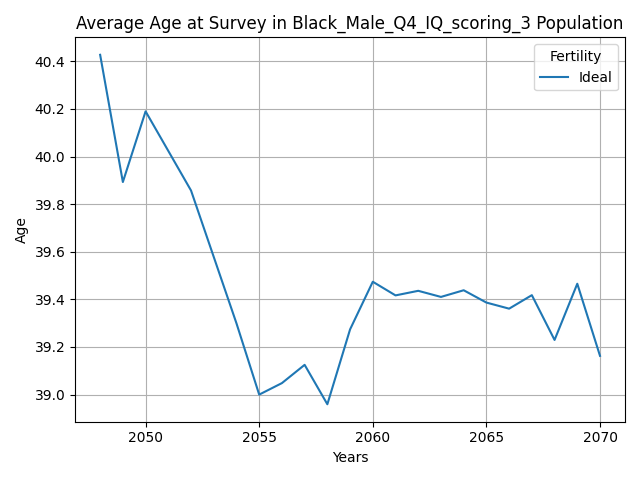 Average Age at Survey in Black_Male_Q4_IQ_scoring_3 Population
Fertility
Ideal
Age
40.4
40.2
40.0
39.8
39.6
39.4
39.2
39.0
2050 2055 2060 2065 2070
Years